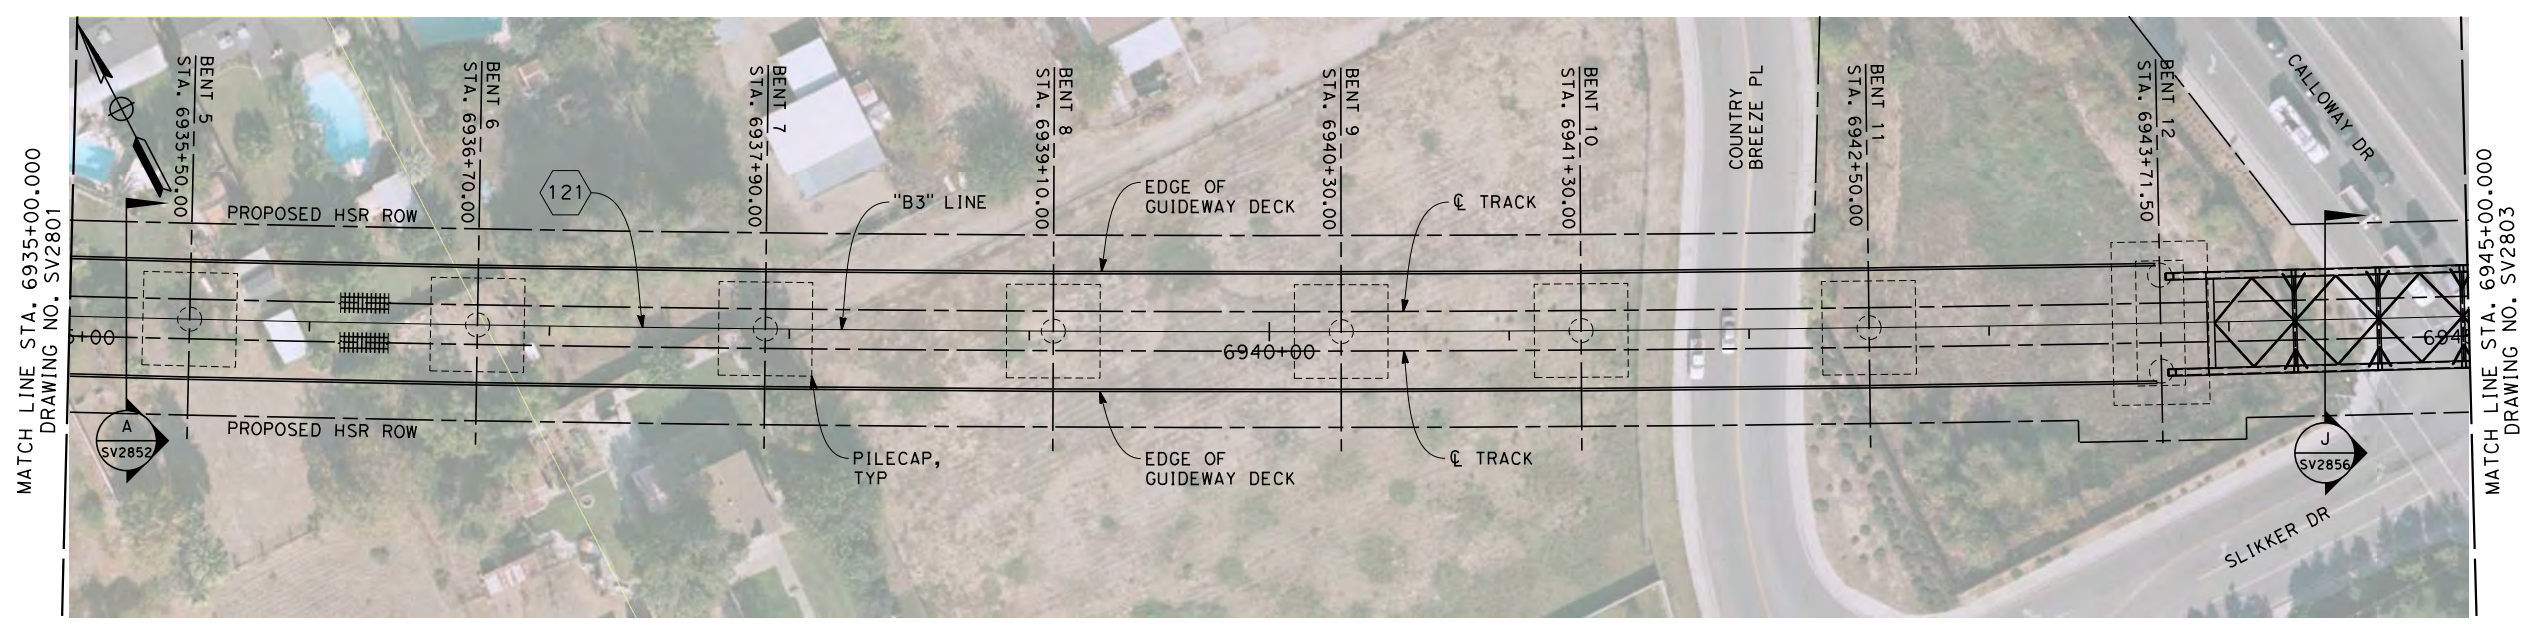 MATCH LINE STA. 6935+00.000
DRAWING NO. SV2801
BENT 5
STA. 6935+50.00
BENT 6
STA. 6936+70.00
BENT 7
STA. 6937+90.00
BENT 8
STA. 6939+10.00
BENT 9
STA. 6940+30.00
BENT 10
STA. 6941+30.00
COUNTRY
BREEZE PL
BENT 11
STA. 6942+50.00
BENT 12
STA. 6943+71.50
CALLOWAY DR
PROPOSED HSR ROW
121
"B3" LINE
EDGE OF
GUIDEWAY DECK
℄ TRACK
5+00
6940+00
694
PROPOSED HSR ROW
A
SV2852
PILECAP,
TYP
EDGE OF
GUIDEWAY DECK
℄ TRACK
J
SV2856
SLIKKER DR
MATCH LINE STA. 6945+00.000
DRAWING NO. SV2803